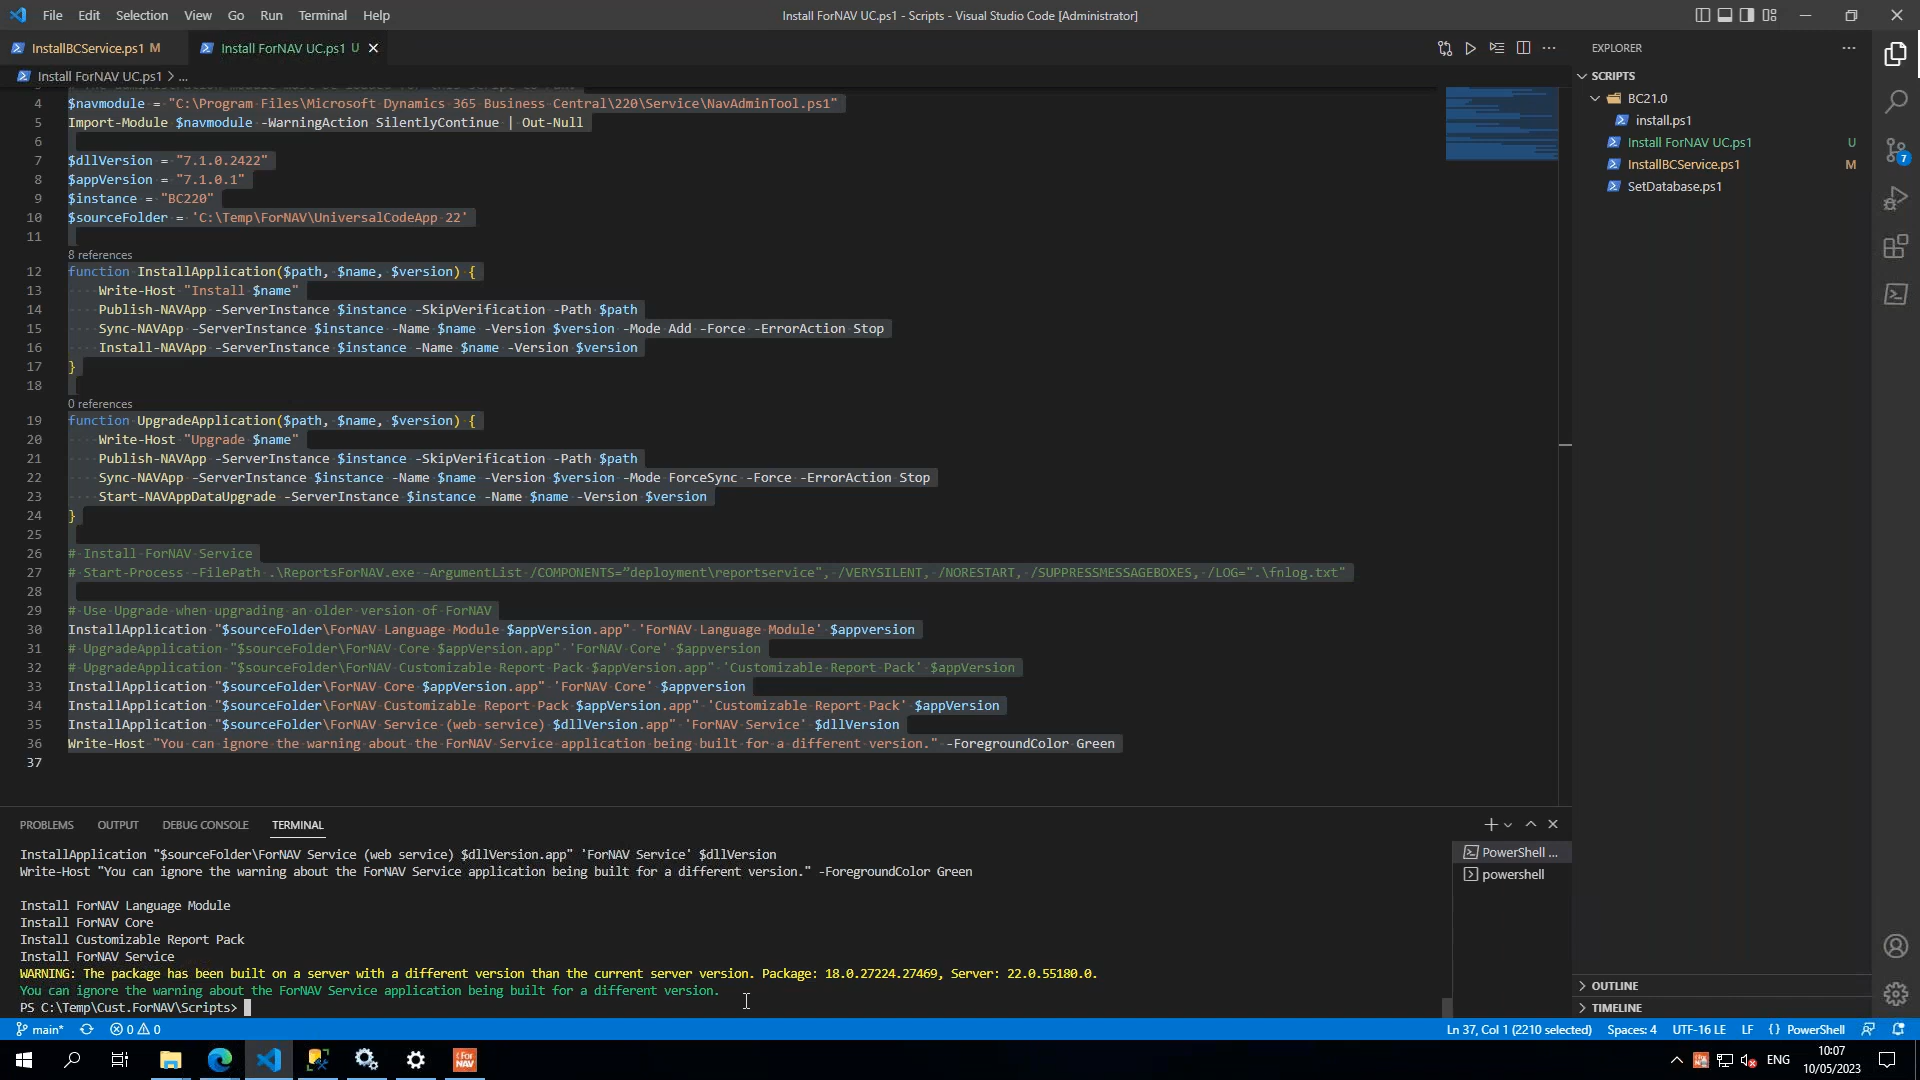 File Edit Selection View Go Run Terminal Help
Install ForNAV UC.ps1 - Scripts - Visual Studio Code [Administrator]
InstallBCService.ps1 M
Install ForNAV UC.ps1 U
Install ForNAV UC.ps1 > ...
4 $navmodule = "C:\Program Files\Microsoft Dynamics 365 Business Central\220\Service\NavAdminTool.ps1"
5 Import-Module $navmodule -WarningAction SilentlyContinue | Out-Null
6
7 $dllVersion = "7.1.0.2422"
8 $appVersion = "7.1.0.1"
9 $instance = "BC220"
10 $sourceFolder = 'C:\Temp\ForNAV\UniversalCodeApp 22'
11
8 references
12 function InstallApplication($path, $name, $version) {
13 Write-Host "Install $name"
14 Publish-NAVApp -ServerInstance $instance -SkipVerification -Path $path
15 Sync-NAVApp -ServerInstance $instance -Name $name -Version $version -Mode Add -Force -ErrorAction Stop
16 Install-NAVApp -ServerInstance $instance -Name $name -Version $version
17 }
18
0 references
19 function UpgradeApplication($path, $name, $version) {
20 Write-Host "Upgrade $name"
21 Publish-NAVApp -ServerInstance $instance -SkipVerification -Path $path
22 Sync-NAVApp -ServerInstance $instance -Name $name -Version $version -Mode ForceSync -Force -ErrorAction Stop
23 Start-NAVAppDataUpgrade -ServerInstance $instance -Name $name -Version $version
24 }
25
26 # Install ForNAV Service
27 # Start-Process -FilePath .\ReportsForNAV.exe -ArgumentList /COMPONENTS="deployment\reportservice", /VERYSILENT, /NORESTART, /SUPPRESSMESSAGEBOXES, /LOG=".\fnlog.txt"
28
29 # Use Upgrade when upgrading an older version of ForNAV
30 InstallApplication "$sourceFolder\ForNAV Language Module $appVersion.app" 'ForNAV Language Module' $appversion
31 # UpgradeApplication "$sourceFolder\ForNAV Core $appVersion.app" 'ForNAV Core' $appversion
32 # UpgradeApplication "$sourceFolder\ForNAV Customizable Report Pack $appVersion.app" 'Customizable Report Pack' $appVersion
33 InstallApplication "$sourceFolder\ForNAV Core $appVersion.app" 'ForNAV Core' $appversion
34 InstallApplication "$sourceFolder\ForNAV Customizable Report Pack $appVersion.app" 'Customizable Report Pack' $appVersion
35 InstallApplication "$sourceFolder\ForNAV Service (web service) $dllVersion.app" 'ForNAV Service' $dllVersion
36 Write-Host "You can ignore the warning about the ForNAV Service application being built for a different version." -ForegroundColor Green
37
EXPLORER
SCRIPTS
BC21.0
install.ps1
Install ForNAV UC.ps1 U
InstallBCService.ps1 M
SetDatabase.ps1
7
OUTLINE
TIMELINE
PROBLEMS OUTPUT DEBUG CONSOLE TERMINAL
InstallApplication "$sourceFolder\ForNAV Service (web service) $dllVersion.app" 'ForNAV Service' $dllVersion
Write-Host "You can ignore the warning about the ForNAV Service application being built for a different version." -ForegroundColor Green
Install ForNAV Language Module
Install ForNAV Core
Install Customizable Report Pack
Install ForNAV Service
WARNING: The package has been built on a server with a different version than the current server version. Package: 18.0.27224.27469, Server: 22.0.55180.0.
You can ignore the warning about the ForNAV Service application being built for a different version.
PS C:\Temp\Cust.ForNAV\Scripts>
PowerShell ...
powershell
main* 0 0
Ln 37, Col 1 (2210 selected) Spaces: 4 UTF-16 LE LF PowerShell
ForNAV
ENG
10:07
10/05/2023